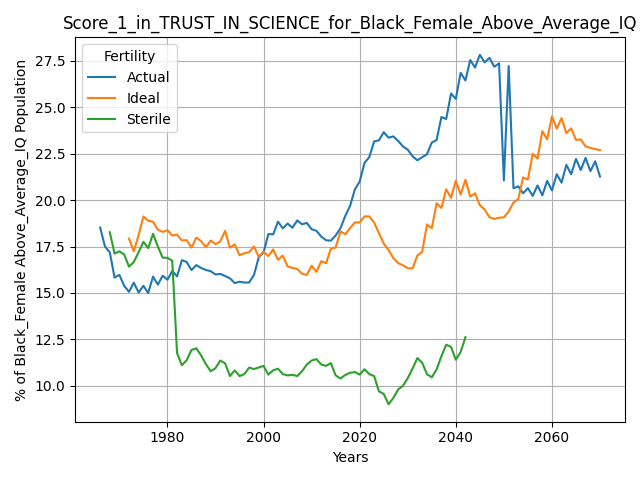 Score_1_in_TRUST_IN_SCIENCE_for_Black_Female_Above_Average_IQ
Fertility
Actual
Ideal
Sterile
% of Black_Female Above_Average_IQ Population
27.5
25.0
22.5
20.0
17.5
15.0
12.5
10.0
1980 2000 2020 2040 2060
Years